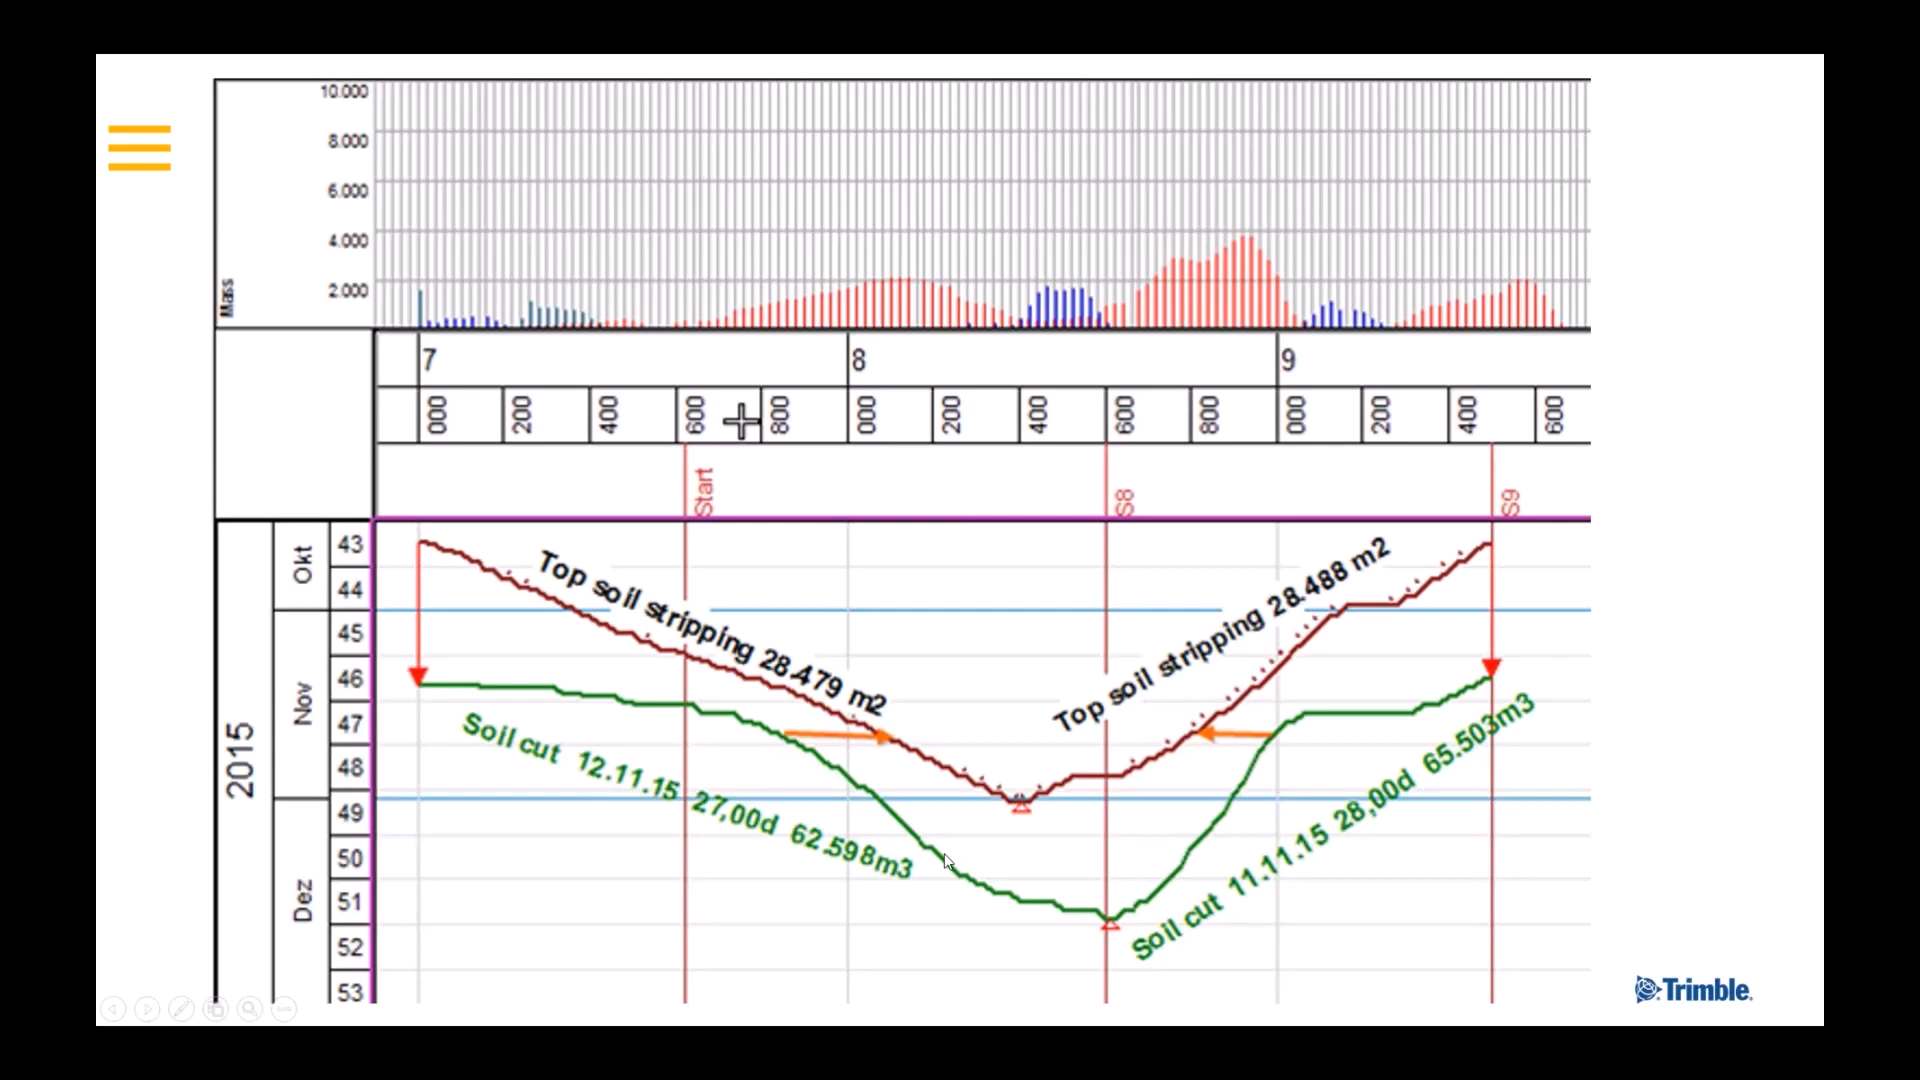 10.000
8.000
6.000
4.000
2.000
Mass
7 8 9
000 200 400 600 800 000 200 400 600 800 000 200 400 600
Start S8 S9
2015
Okt
Nov
Dez
43
44
45
46
47
48
49
50
51
52
53
Top soil stripping 28.479 m2
Top soil stripping 28.488 m2
Soil cut 12.11.15 27,00d 62.598m3
Soil cut 11.11.15 28,00d 65.503m3
Trimble.